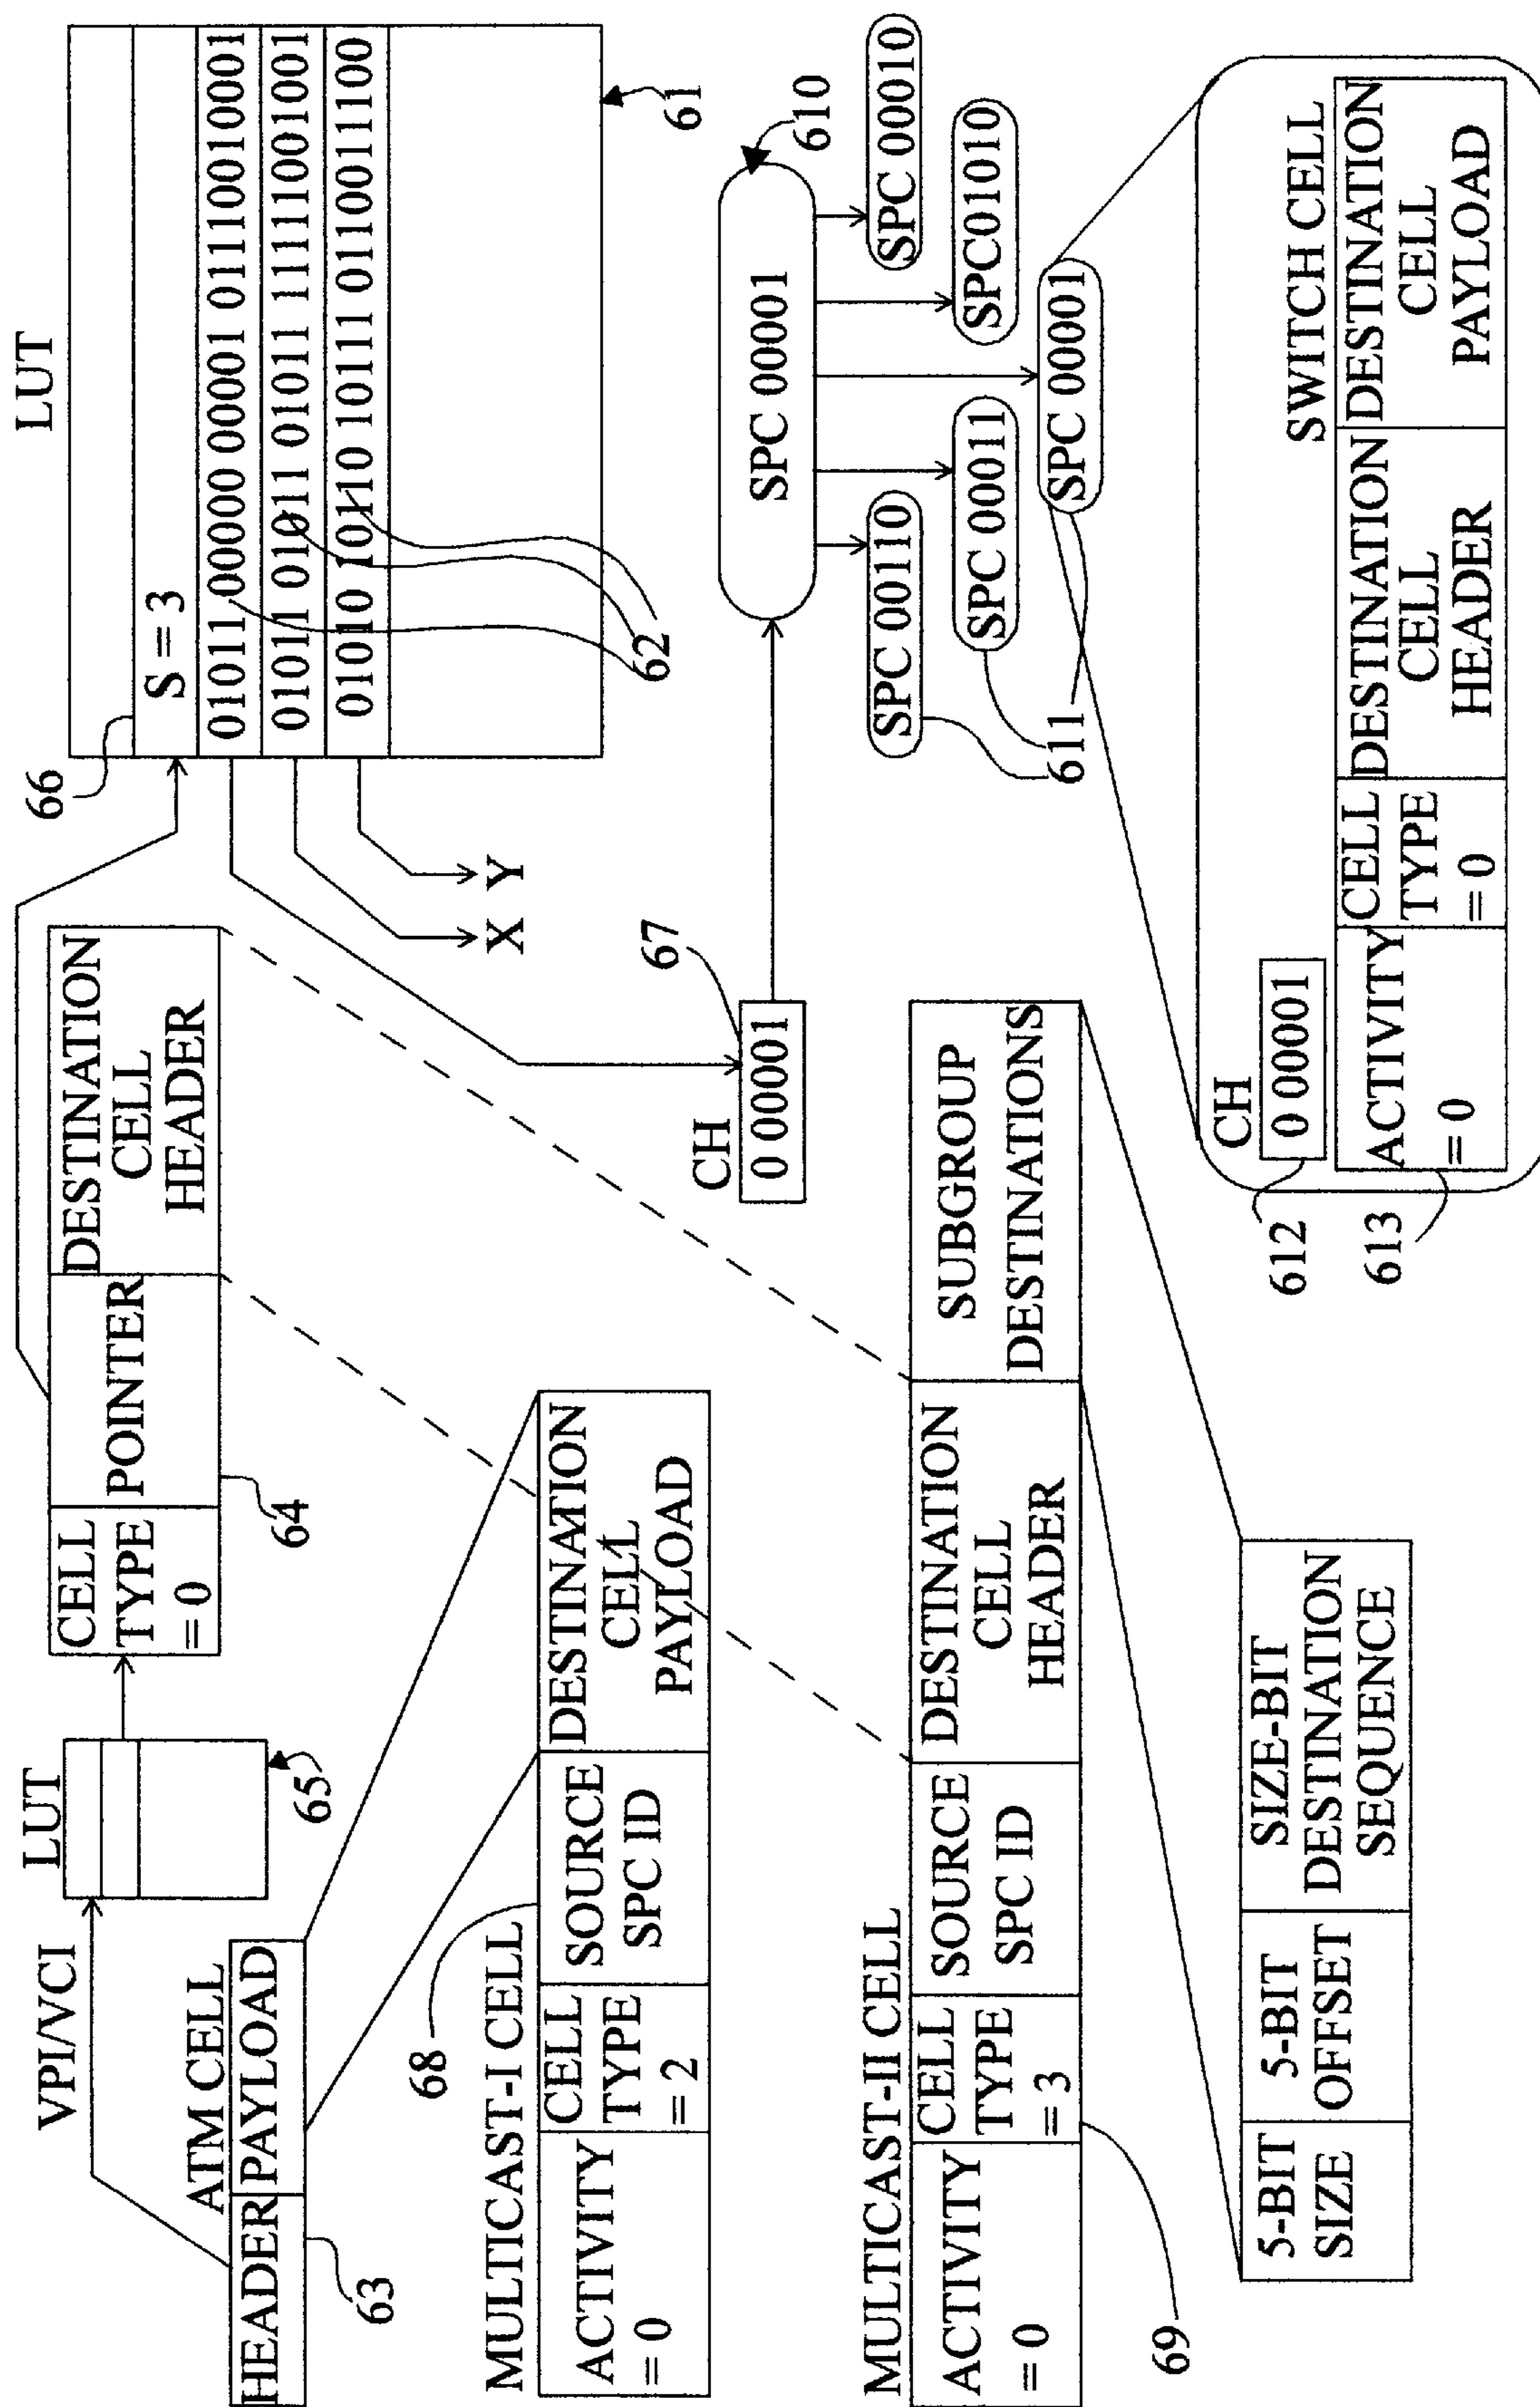 VPI/VCI
LUT
LUT
ATM CELL
HEADER
PAYLOAD
63
65
CELL
TYPE
= 0
POINTER
DESTINATION
CELL
HEADER
64
66
S = 3
01011 00000 00001 01110010001
01011 01011 01011 11111001001
01010 10110 10111 0110011100
62
61
X
Y
MULTICAST-I CELL
68
ACTIVITY
= 0
CELL
TYPE
= 2
SOURCE
SPC ID
DESTINATION
CELL
PAYLOAD
CH
0 00001
67
SPC 00001
610
SPC 00110
SPC 00010
SPC 00011
SPC01010
SPC 00001
611
MULTICAST-II CELL
ACTIVITY
= 0
CELL
TYPE
= 3
SOURCE
SPC ID
DESTINATION
CELL
HEADER
SUBGROUP
DESTINATIONS
69
5-BIT
SIZE
5-BIT
OFFSET
SIZE-BIT
DESTINATION
SEQUENCE
CH
0 00001
612
SWITCH CELL
613
ACTIVITY
= 0
CELL
TYPE
= 0
DESTINATION
CELL
HEADER
DESTINATION
CELL
PAYLOAD